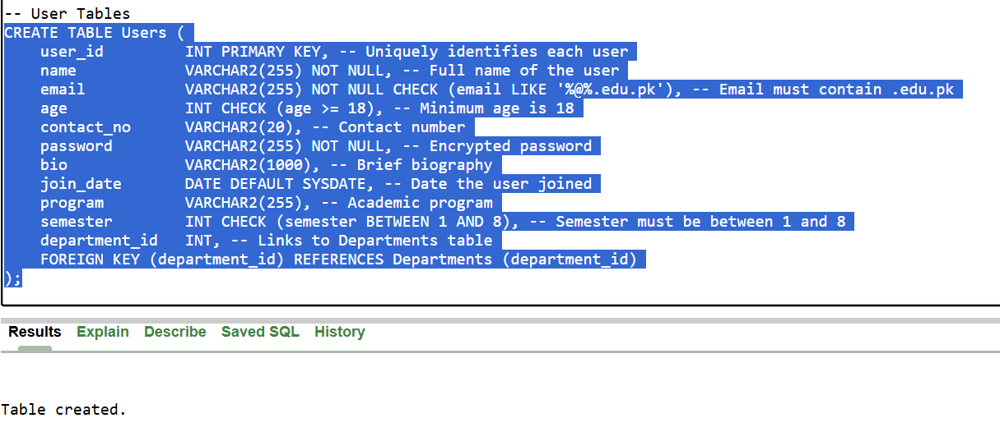 -- User Tables
CREATE TABLE Users (
    user_id         INT PRIMARY KEY, -- Uniquely identifies each user
    name            VARCHAR2(255) NOT NULL, -- Full name of the user
    email           VARCHAR2(255) NOT NULL CHECK (email LIKE '%@%.edu.pk'), -- Email must contain .edu.pk
    age             INT CHECK (age >= 18), -- Minimum age is 18
    contact_no      VARCHAR2(20), -- Contact number
    password        VARCHAR2(255) NOT NULL, -- Encrypted password
    bio             VARCHAR2(1000), -- Brief biography
    join_date       DATE DEFAULT SYSDATE, -- Date the user joined
    program         VARCHAR2(255), -- Academic program
    semester        INT CHECK (semester BETWEEN 1 AND 8), -- Semester must be between 1 and 8
    department_id   INT, -- Links to Departments table
    FOREIGN KEY (department_id) REFERENCES Departments (department_id)
);
Results Explain Describe Saved SQL History
Table created.